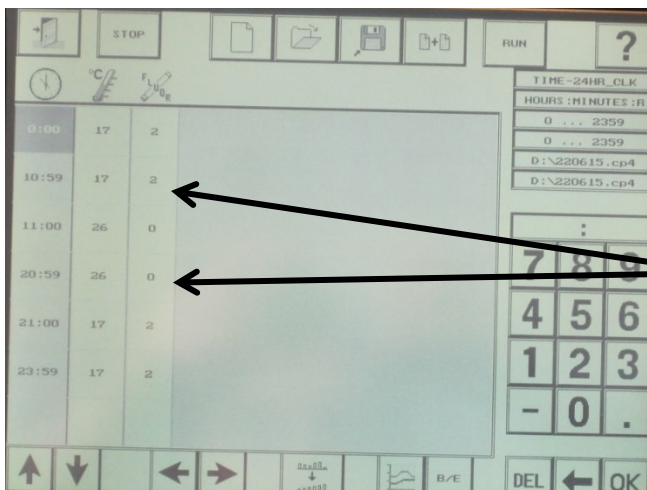 STOP
RUN
?
°C
FLUOR
TIME-24HR_CLK
HOURS:MINUTES:R
0 ... 2359
0 ... 2359
D:\220615.cp4
D:\220615.cp4
0:00 17 2
10:59 17 2
11:00 26 0
20:59 26 0
21:00 17 2
23:59 17 2
:
7 8 9
4 5 6
1 2 3
- 0 .
B/E
DEL OK